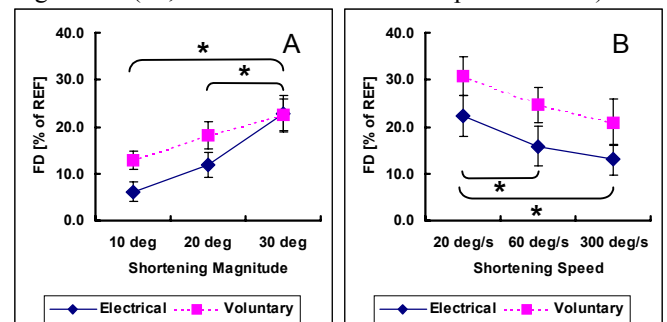 A
*
*
FD [% of REF]
40.0
30.0
20.0
10.0
0.0
10 deg 20 deg 30 deg
Shortening Magnitude
Electrical Voluntary
B
*
*
FD [% of REF]
40.0
30.0
20.0
10.0
0.0
20 deg/s 60 deg/s 300 deg/s
Shortening Speed
Electrical Voluntary